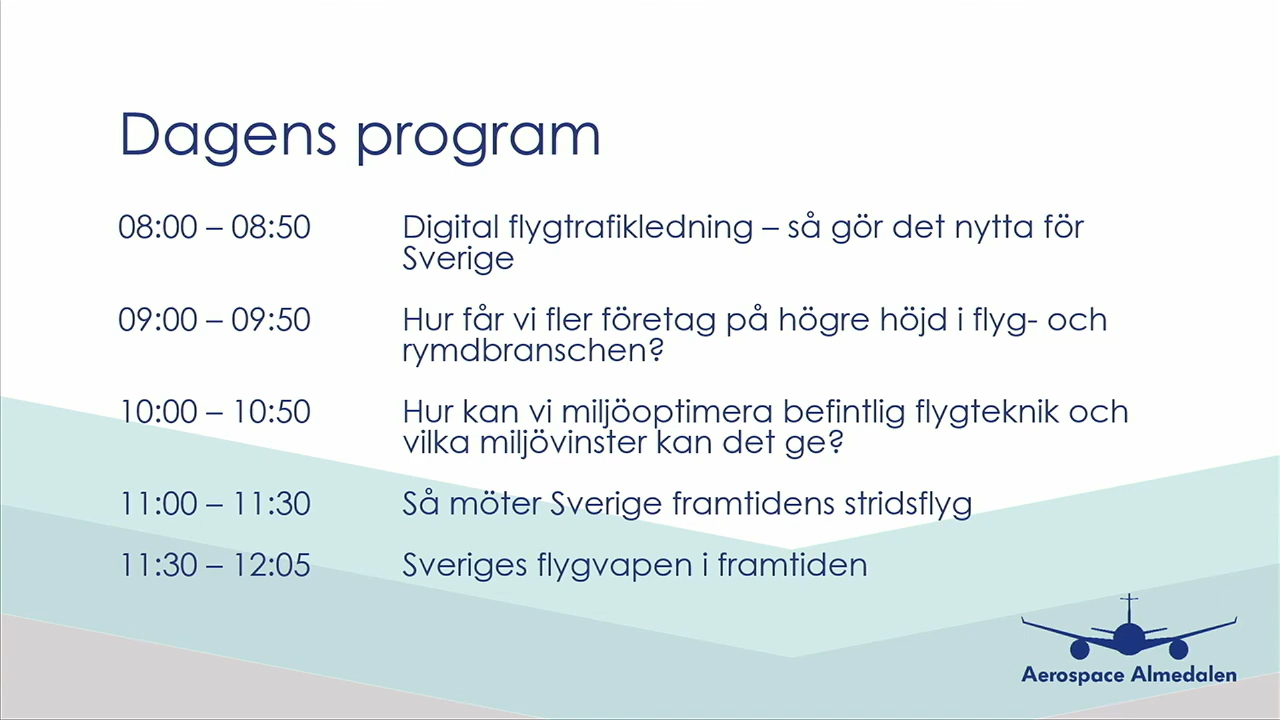 Dagens program
08:00 – 08:50 Digital flygtrafikledning – så gör det nytta för
Sverige
09:00 – 09:50 Hur får vi fler företag på högre höjd i flyg- och
rymdbranschen?
10:00 – 10:50 Hur kan vi miljöoptimera befintlig flygteknik och
vilka miljövinster kan det ge?
11:00 – 11:30 Så möter Sverige framtidens stridsflyg
11:30 – 12:05 Sveriges flygvapen i framtiden
Aerospace Almedalen